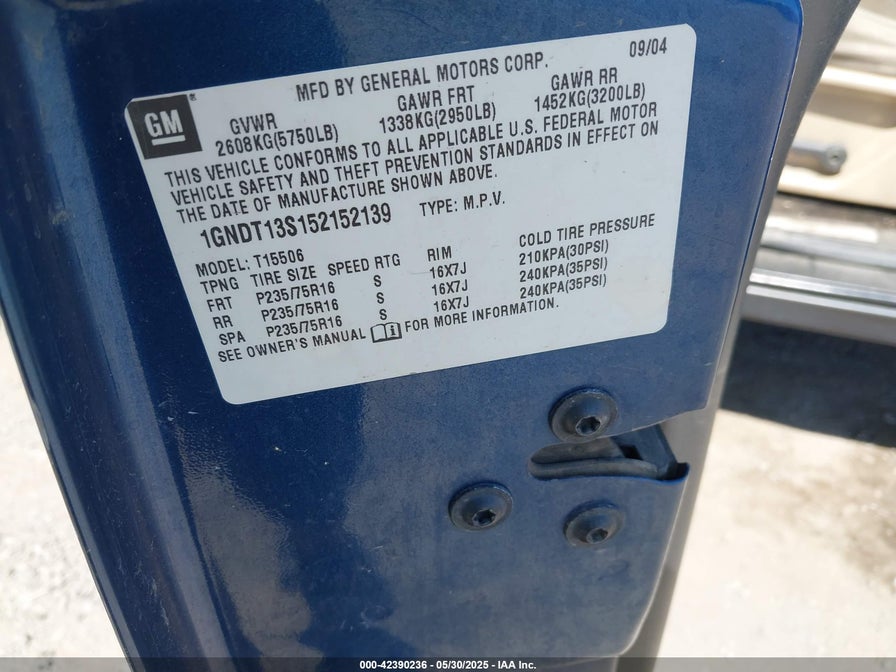 09/04
MFD BY GENERAL MOTORS CORP.
GM
GVWR GAWR FRT GAWR RR
2608KG(5750LB) 1338KG(2950LB) 1452KG(3200LB)
THIS VEHICLE CONFORMS TO ALL APPLICABLE U.S. FEDERAL MOTOR
VEHICLE SAFETY AND THEFT PREVENTION STANDARDS IN EFFECT ON
THE DATE OF MANUFACTURE SHOWN ABOVE.
1GNDT13S152152139 TYPE: M.P.V.
MODEL: T15506
TPNG TIRE SIZE SPEED RTG RIM COLD TIRE PRESSURE
FRT P235/75R16 S 16X7J 210KPA(30PSI)
RR P235/75R16 S 16X7J 240KPA(35PSI)
SPA P235/75R16 S 16X7J 240KPA(35PSI)
SEE OWNER'S MANUAL FOR MORE INFORMATION.
000-42390236 - 05/30/2025 - IAA Inc.